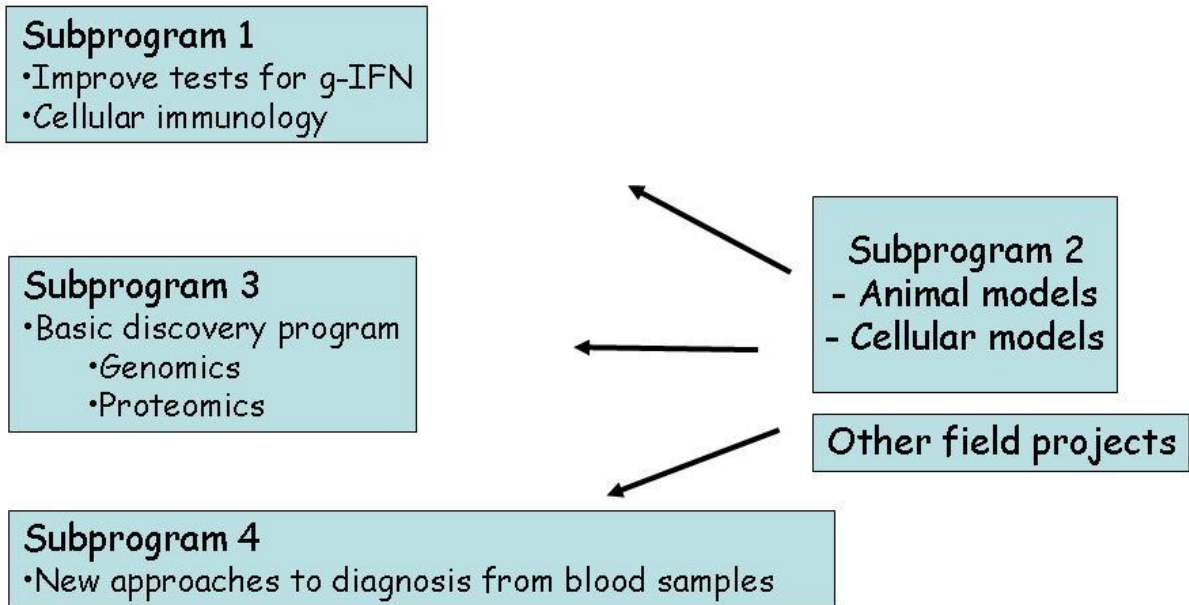 Subprogram 1
•Improve tests for g-IFN
•Cellular immunology
Subprogram 3
•Basic discovery program
•Genomics
•Proteomics
Subprogram 2
- Animal models
- Cellular models
Other field projects
Subprogram 4
•New approaches to diagnosis from blood samples